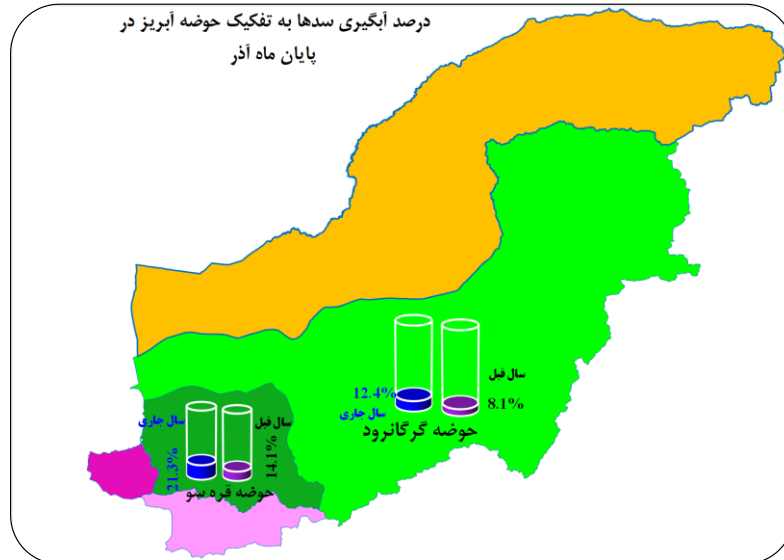 درصد آبگیری سدها به تفکیک حوضه آبریز در
پایان ماه آذر
سال قبل
12.4%
8.1%
سال جاری
حوضه گرگانرود
سال جاری
سال قبل
21.3%
14.1%
حوضه قره سو